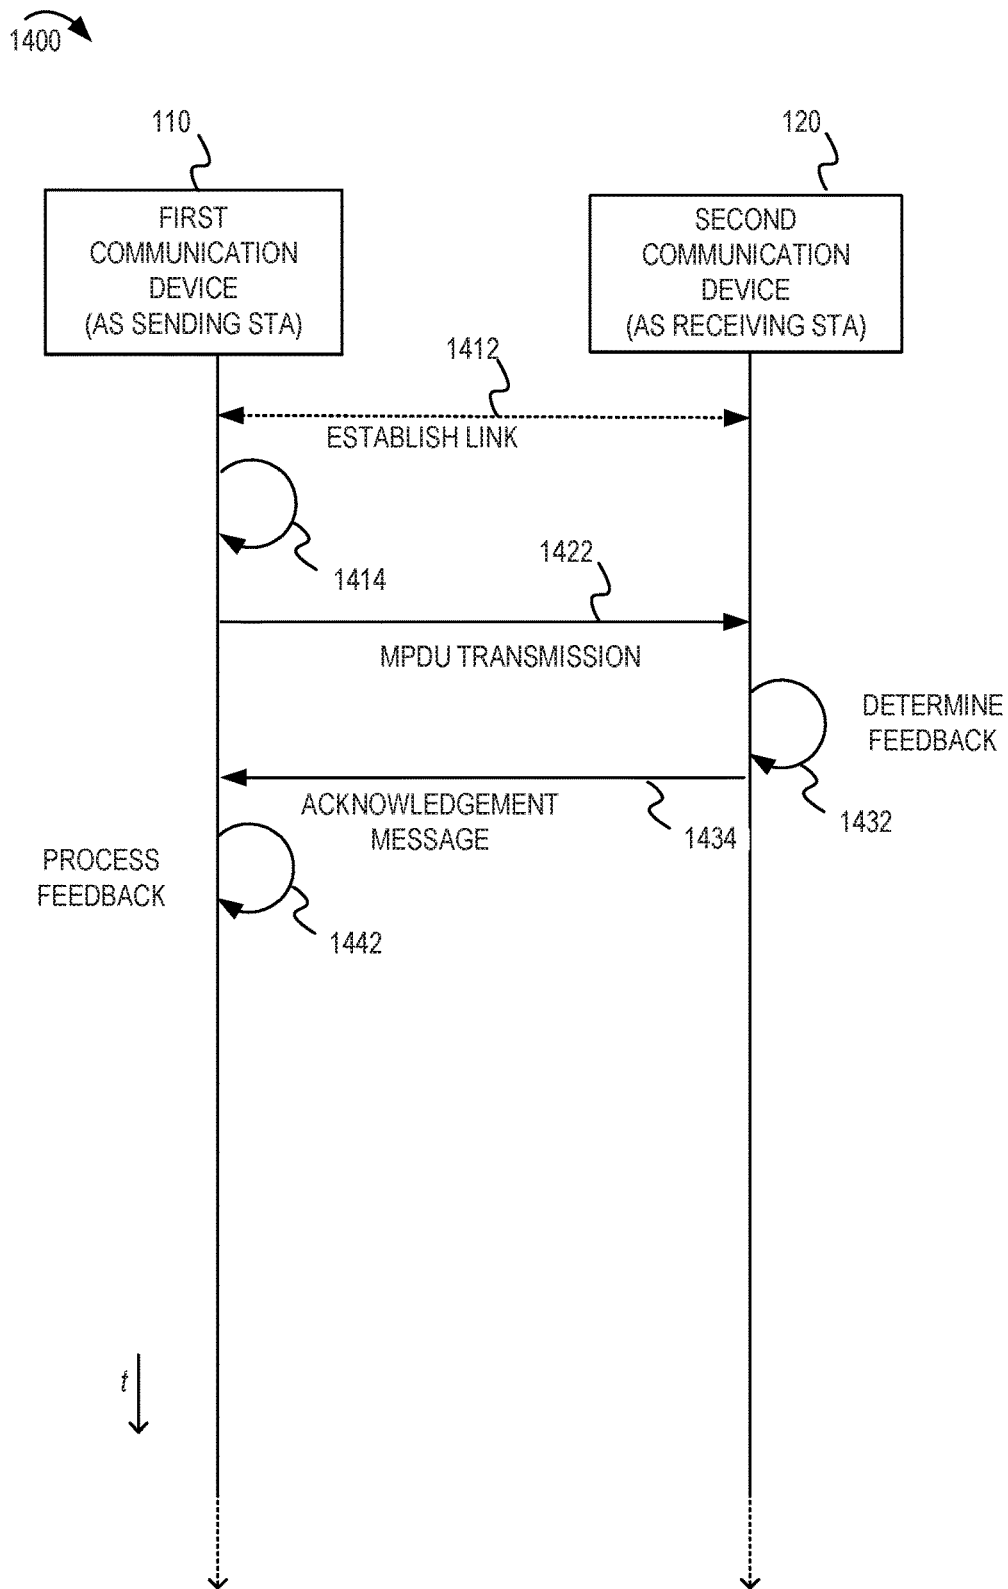 1400
110
120
FIRST
COMMUNICATION
DEVICE
(AS SENDING STA)
SECOND
COMMUNICATION
DEVICE
(AS RECEIVING STA)
1412
ESTABLISH LINK
1414
1422
MPDU TRANSMISSION
DETERMINE
FEEDBACK
1432
ACKNOWLEDGEMENT
MESSAGE
1434
PROCESS
FEEDBACK
1442
t